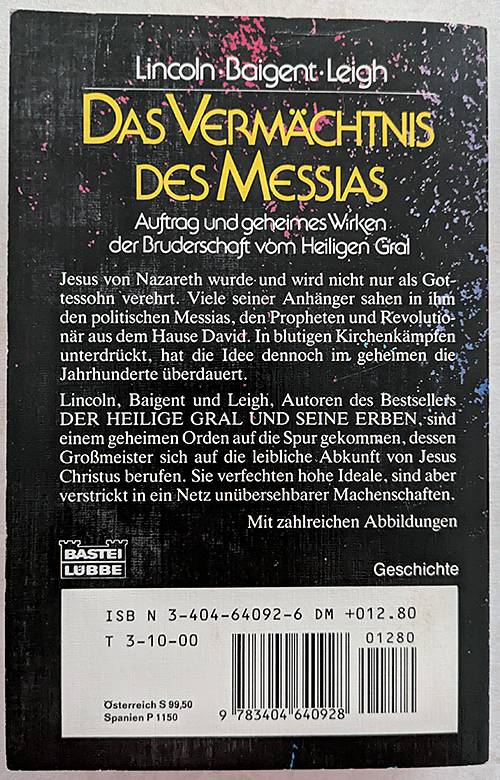 Lincoln · Baigent · Leigh
DAS VERMÄCHTNIS
DES MESSIAS
Auftrag und geheimes Wirken
der Bruderschaft vom Heiligen Gral
Jesus von Nazareth wurde und wird nicht nur als Got-
tessohn verehrt. Viele seiner Anhänger sahen in ihm
den politischen Messias, den Propheten und Revolutio-
när aus dem Hause David. In blutigen Kirchenkämpfen
unterdrückt, hat die Idee dennoch im geheimen die
Jahrhunderte überdauert.
Lincoln, Baigent und Leigh, Autoren des Bestsellers
DER HEILIGE GRAL UND SEINE ERBEN, sind
einem geheimen Orden auf die Spur gekommen, dessen
Großmeister sich auf die leibliche Abkunft von Jesus
Christus berufen. Sie verfechten hohe Ideale, sind aber
verstrickt in ein Netz unübersehbarer Machenschaften.
Mit zahlreichen Abbildungen
BASTEI
LÜBBE
Geschichte
ISB N 3-404-64092-6 DM +012.80
T 3-10-00
01280
Österreich S 99,50
Spanien P 1150
9 783404 640928